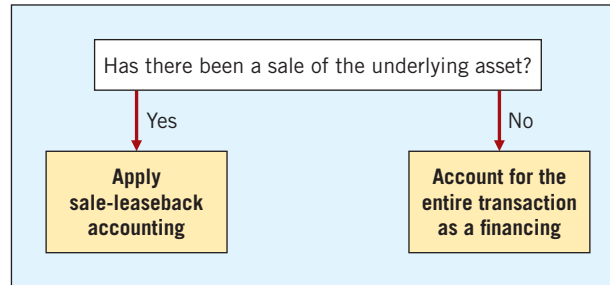 Has there been a sale of the underlying asset?
Yes
No
Apply
sale-leaseback
accounting
Account for the
entire transaction
as a financing